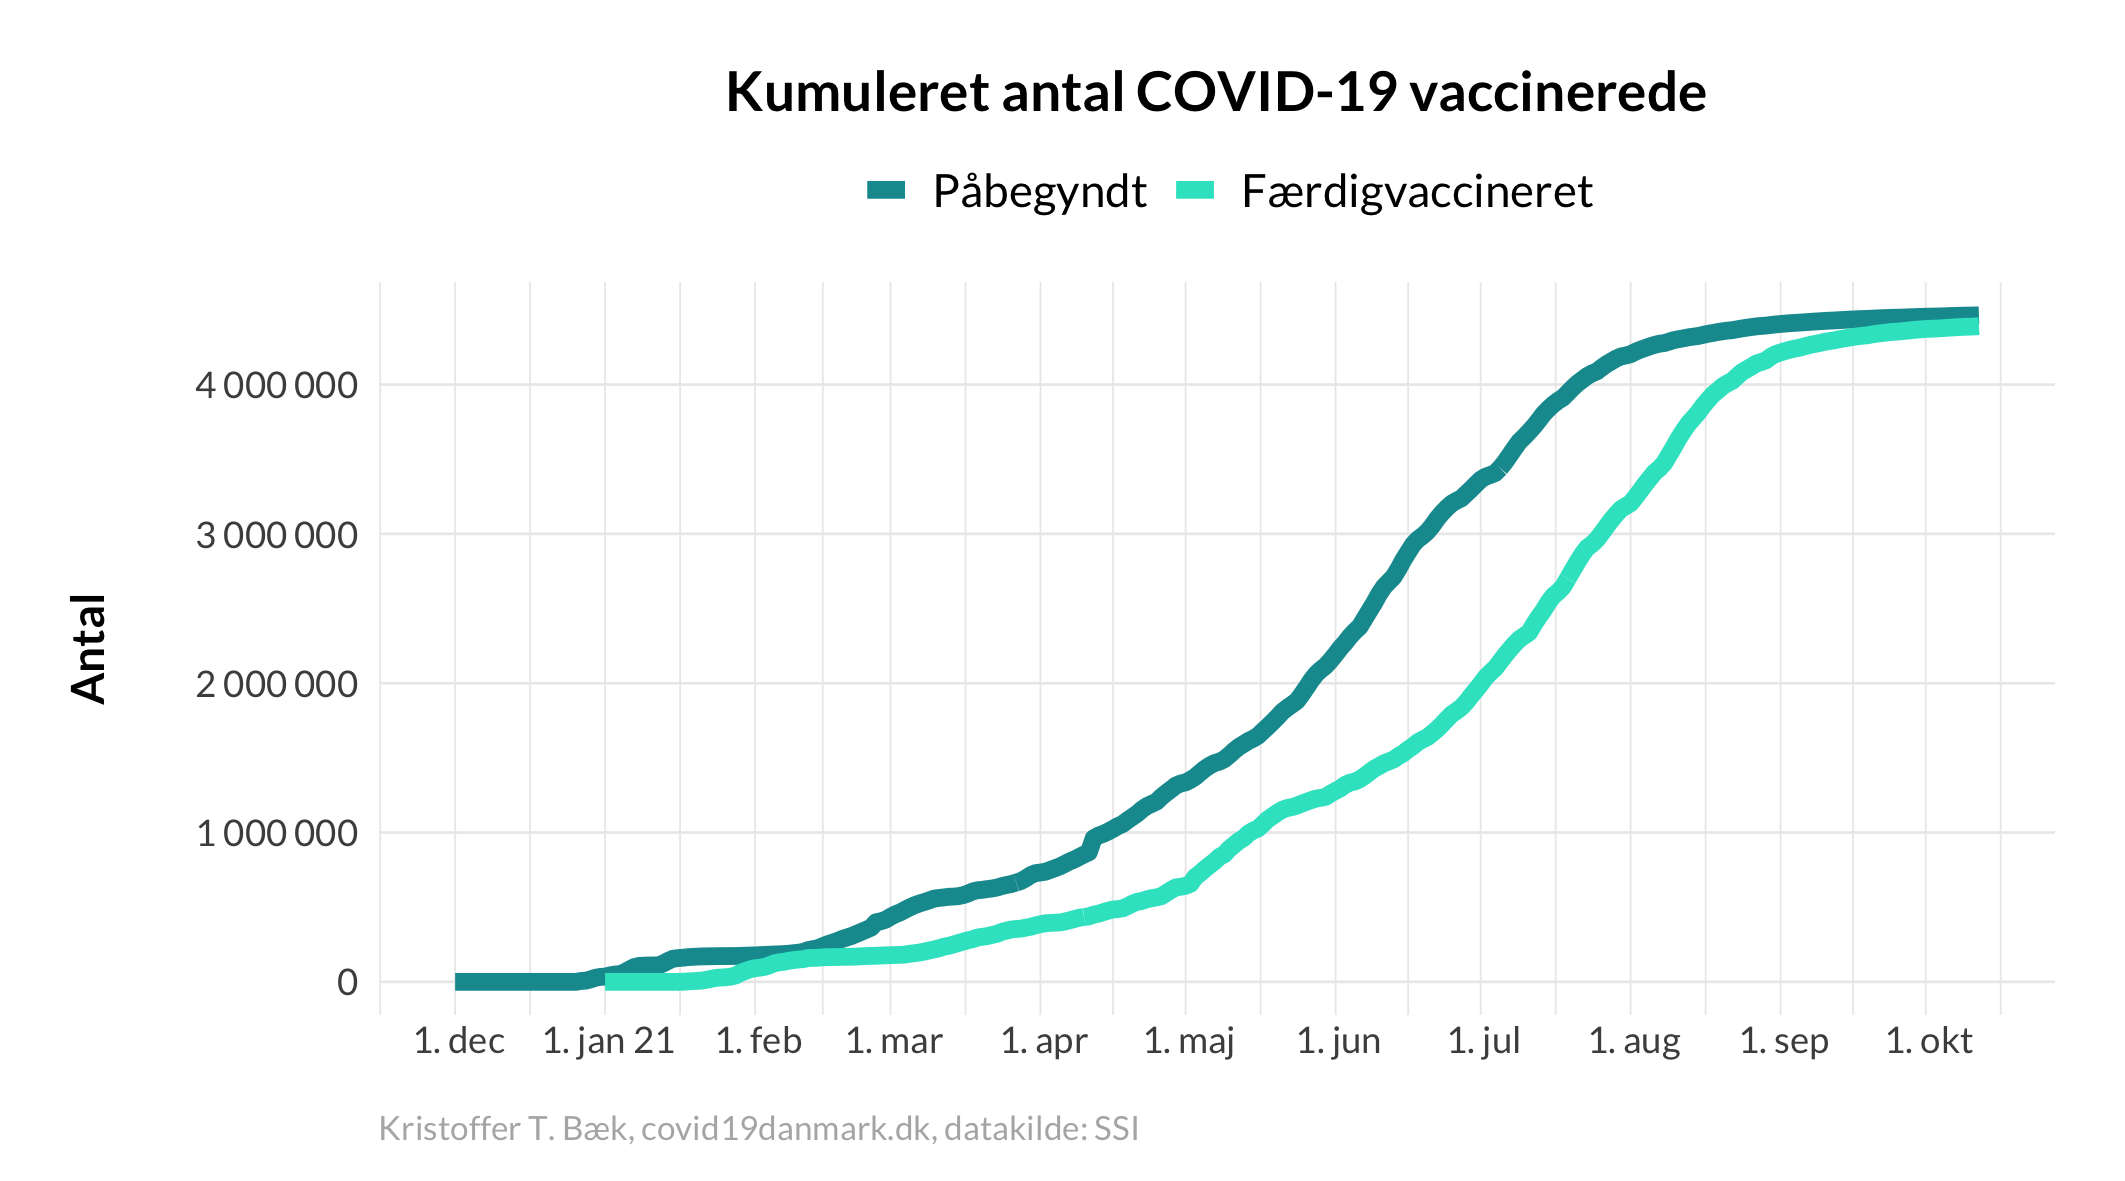 Kumuleret antal COVID-19 vaccinerede
Påbegyndt Færdigvaccineret
Antal
4 000 000
3 000 000
2 000 000
1 000 000
0
1. dec 1. jan 21 1. feb 1. mar 1. apr 1. maj 1. jun 1. jul 1. aug 1. sep 1. okt
Kristoffer T. Bæk, covid19danmark.dk, datakilde: SSI